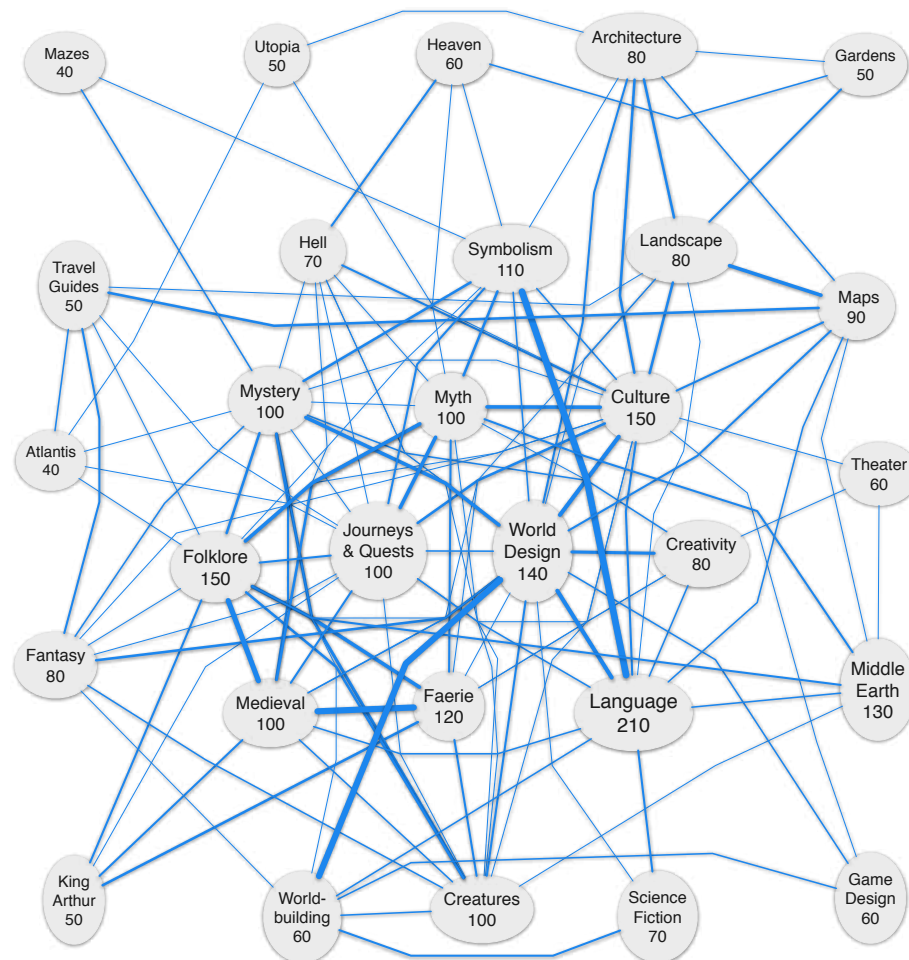 Mazes
40
Utopia
50
Heaven
60
Architecture
80
Gardens
50
Travel
Guides
50
Hell
70
Symbolism
110
Landscape
80
Maps
90
Mystery
100
Myth
100
Culture
150
Atlantis
40
Theater
60
Folklore
150
Journeys
& Quests
100
World
Design
140
Creativity
80
Fantasy
80
Medieval
100
Faerie
120
Language
210
Middle
Earth
130
King
Arthur
50
World-
building
60
Creatures
100
Science
Fiction
70
Game
Design
60